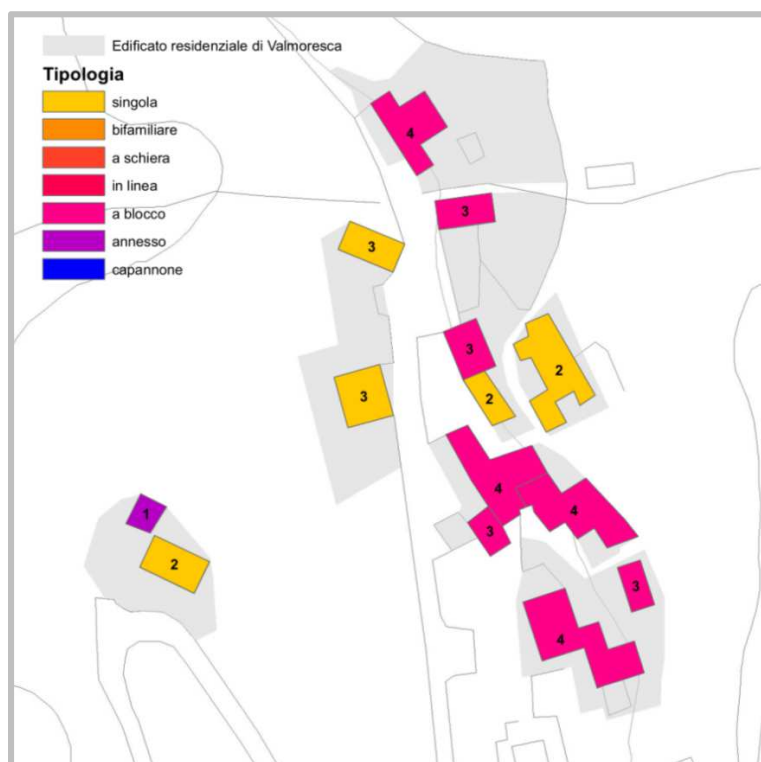 Edificato residenziale di Valmoresca
Tipologia
singola
bifamiliare
a schiera
in linea
a blocco
annesso
capannone
4
3
3
3
2
2
3
4
4
3
1
2
3
4